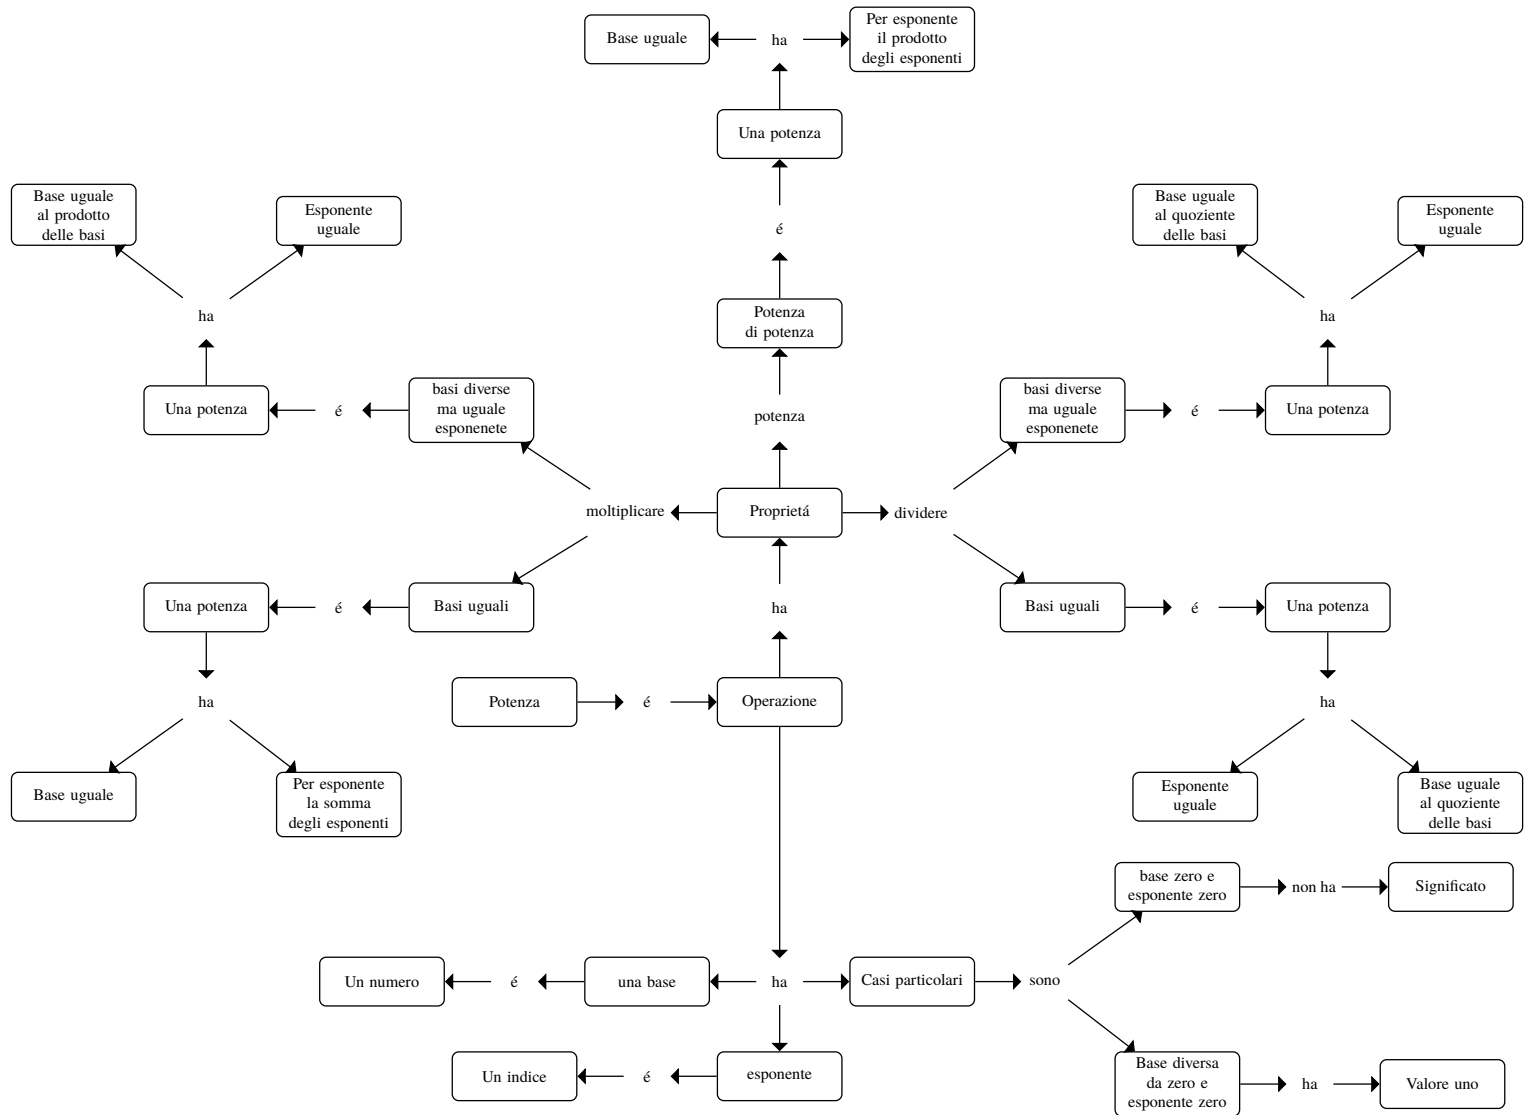 Per esponente
il prodotto
degli esponenti
Base uguale
ha
Una potenza
Base uguale
al prodotto
delle basi
Esponente
uguale
é
Base uguale
al quoziente
delle basi
Esponente
uguale
ha
Potenza
di potenza
ha
Una potenza
é
basi diverse
ma uguale
esponenete
potenza
basi diverse
ma uguale
esponenete
é
Una potenza
moltiplicare
Proprietá
dividere
Una potenza
é
Basi uguali
ha
Basi uguali
é
Una potenza
ha
Potenza
é
Operazione
ha
Base uguale
Per esponente
la somma
degli esponenti
Esponente
uguale
Base uguale
al quoziente
delle basi
base zero e
esponente zero
non ha
Significato
Un numero
é
una base
ha
Casi particolari
sono
Un indice
é
esponente
Base diversa
da zero e
esponente zero
ha
Valore uno